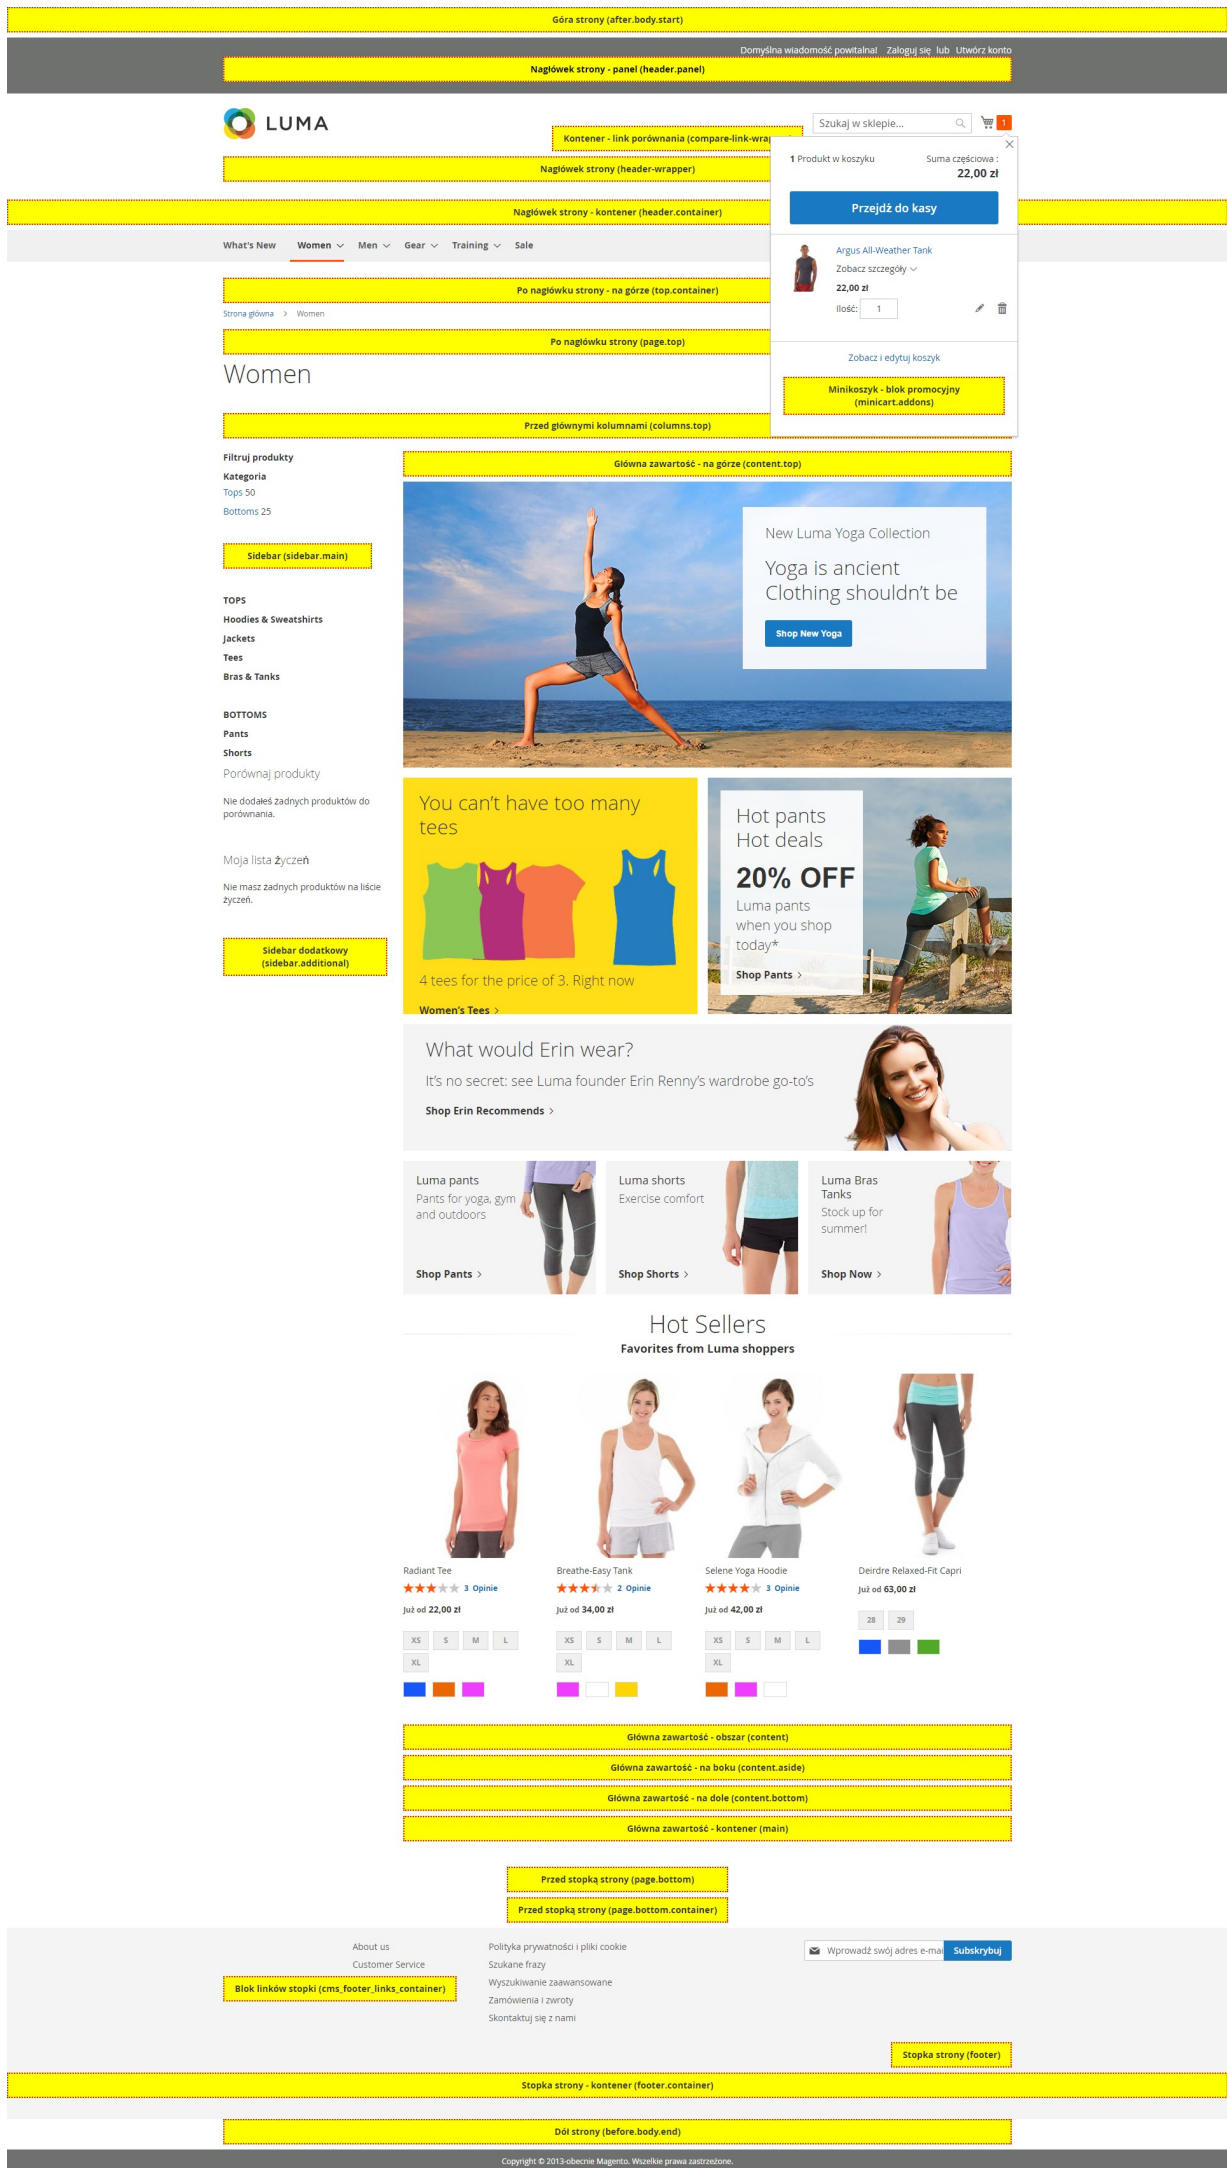 Góra strony (after.body.start)
Domyślna wiadomość powitalna! Zaloguj się lub Utwórz konto
Nagłówek strony - panel (header.panel)
LUMA
Szukaj w sklepie...
1
Kontener - link porównania (compare-link-wrap
Nagłówek strony (header-wrapper)
Nagłówek strony - kontener (header.container)
1 Produkt w koszyku
Suma częściowa :
22,00 zł
Przejdź do kasy
Argus All-Weather Tank
Zobacz szczegóły
22,00 zł
Ilość: 1
Zobacz i edytuj koszyk
Minikoszyk - blok promocyjny
(minicart.addons)
What's New Women Men Gear Training Sale
Po nagłówku strony - na górze (top.container)
Strona główna > Women
Po nagłówku strony (page.top)
Women
Przed głównymi kolumnami (columns.top)
Filtruj produkty
Kategoria
Tops 50
Bottoms 25
Sidebar (sidebar.main)
TOPS
Hoodies & Sweatshirts
Jackets
Tees
Bras & Tanks
BOTTOMS
Pants
Shorts
Porównaj produkty
Nie dodałeś żadnych produktów do
porównania.
Moja lista życzeń
Nie masz żadnych produktów na liście
życzeń.
Sidebar dodatkowy
(sidebar.additional)
Główna zawartość - na górze (content.top)
New Luma Yoga Collection
Yoga is ancient
Clothing shouldn't be
Shop New Yoga
You can't have too many
tees
4 tees for the price of 3. Right now
Women's Tees >
Hot pants
Hot deals
20% OFF
Luma pants
when you shop
today*
Shop Pants >
What would Erin wear?
It's no secret: see Luma founder Erin Renny's wardrobe go-to's
Shop Erin Recommends >
Luma pants
Pants for yoga, gym
and outdoors
Shop Pants >
Luma shorts
Exercise comfort
Shop Shorts >
Luma Bras
Tanks
Stock up for
summer!
Shop Now >
Hot Sellers
Favorites from Luma shoppers
Radiant Tee
3 Opinie
Już od 22,00 zł
XS S M L
XL
Breathe-Easy Tank
2 Opinie
Już od 34,00 zł
XS S M L
XL
Selene Yoga Hoodie
3 Opinie
Już od 42,00 zł
XS S M L
XL
Deirdre Relaxed-Fit Capri
Już od 63,00 zł
28 29
Główna zawartość - obszar (content)
Główna zawartość - na boku (content.aside)
Główna zawartość - na dole (content.bottom)
Główna zawartość - kontener (main)
Przed stopką strony (page.bottom)
Przed stopką strony (page.bottom.container)
About us
Customer Service
Blok linków stopki (cms_footer_links_container)
Polityka prywatności i pliki cookie
Szukane frazy
Wyszukiwanie zaawansowane
Zamówienia i zwroty
Skontaktuj się z nami
Wprowadź swój adres e-mai
Subskrybuj
Stopka strony (footer)
Stopka strony - kontener (footer.container)
Dół strony (before.body.end)
Copyright © 2013-obecnie Magento. Wszelkie prawa zastrzeżone.